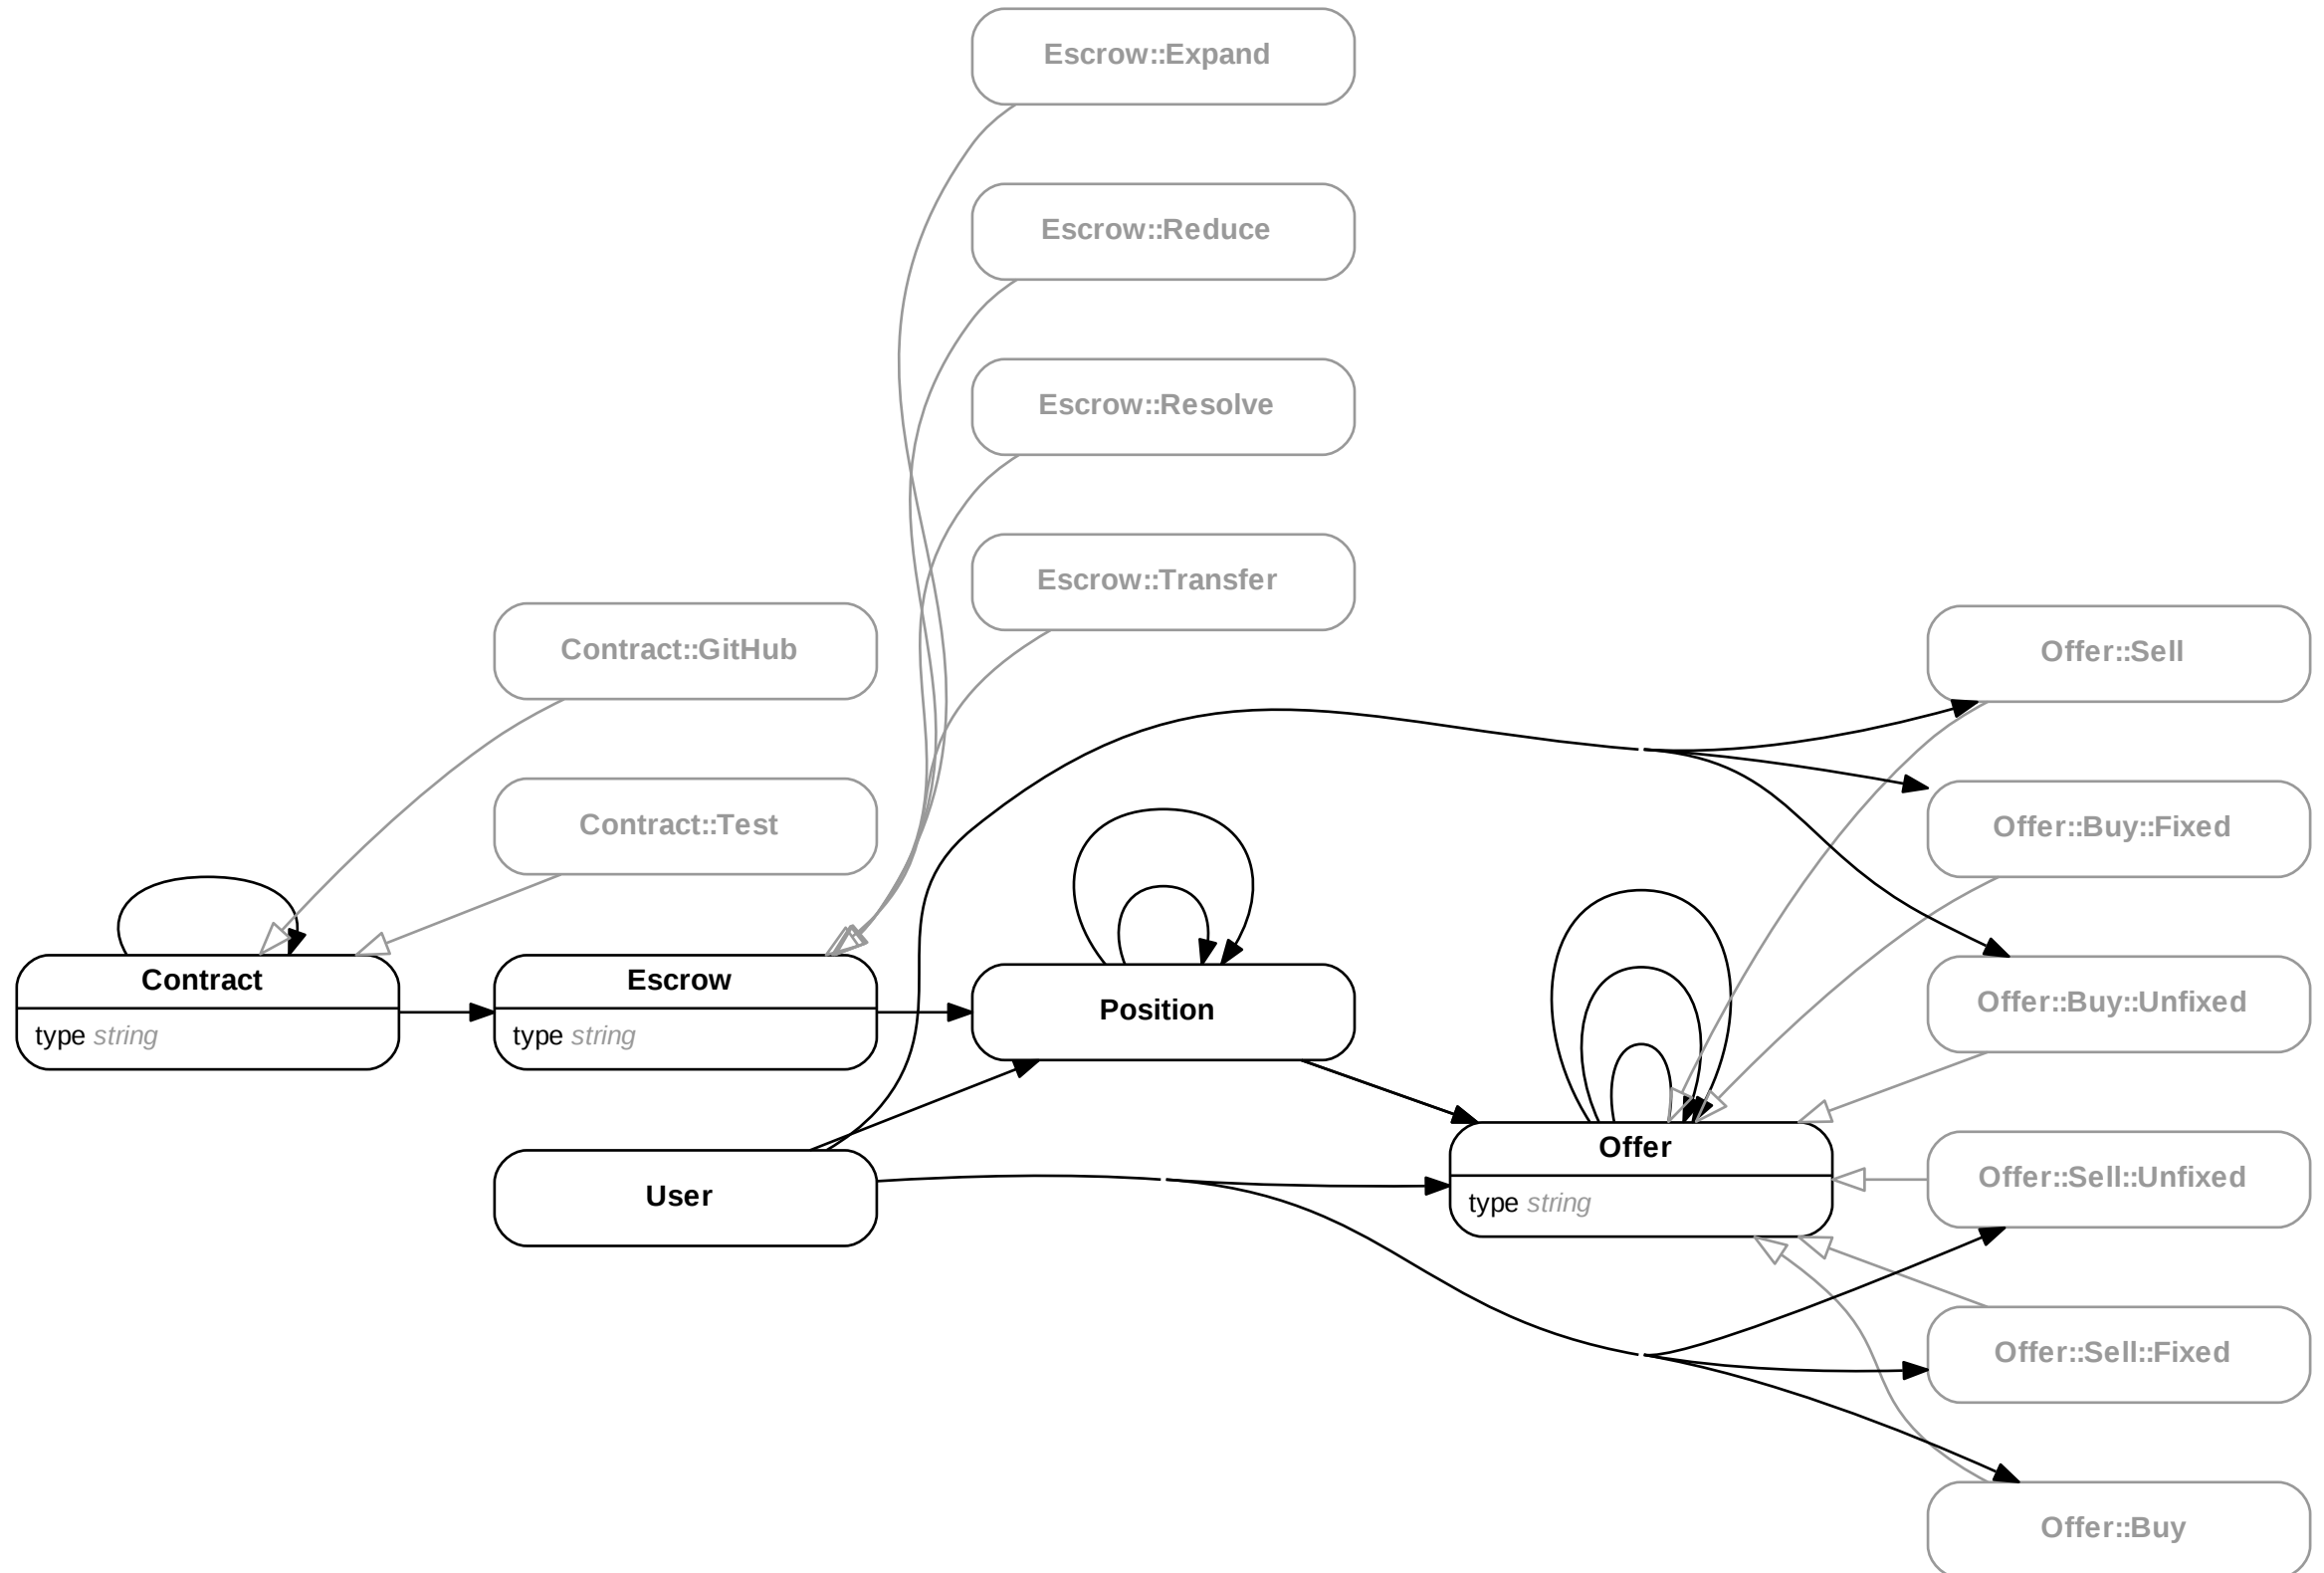 Escrow::Expand
Escrow::Reduce
Escrow::Resolve
Escrow::Transfer
Contract::GitHub
Offer::Sell
Contract::Test
Offer::Buy::Fixed
Contract
type string
Escrow
type string
Position
Offer::Buy::Unfixed
User
Offer
type string
Offer::Sell::Unfixed
Offer::Sell::Fixed
Offer::Buy